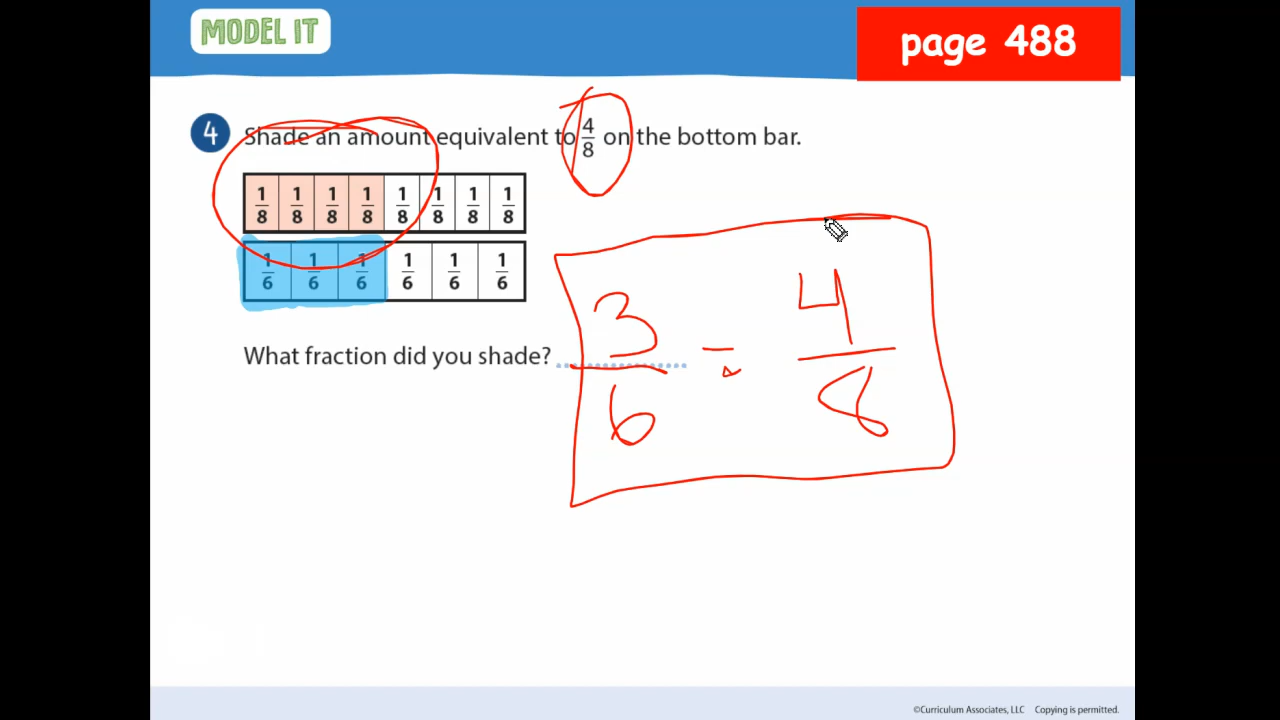 MODEL IT
page 488
4 Shade an amount equivalent to 4/8 on the bottom bar.
1/8 1/8 1/8 1/8 1/8 1/8 1/8 1/8
1/6 1/6 1/6 1/6 1/6 1/6
What fraction did you shade?
3/6 = 4/8
©Curriculum Associates, LLC Copying is permitted.